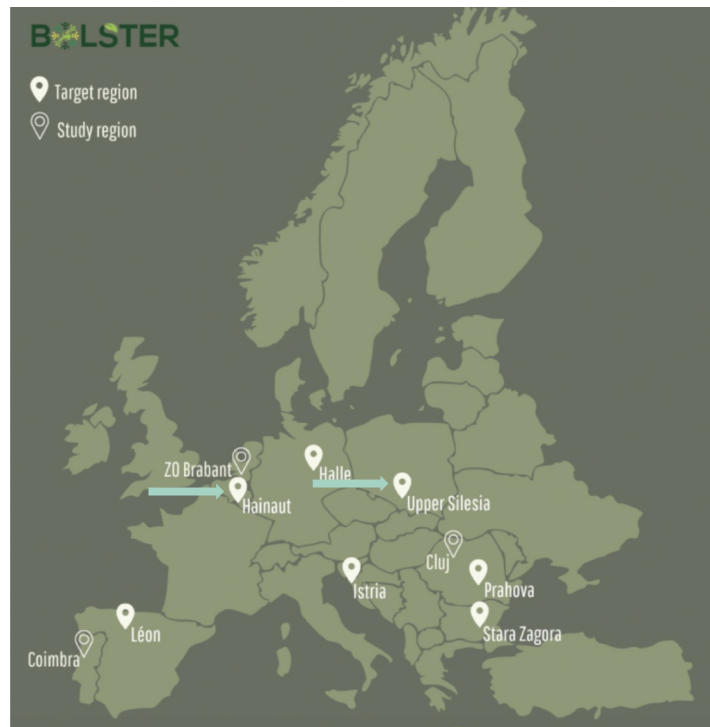 BOLSTER
Target region
Study region
ZO Brabant
Halle
Hainaut
Upper Silesia
Cluj
Istria
Prahova
Léon
Stara Zagora
Coimbra